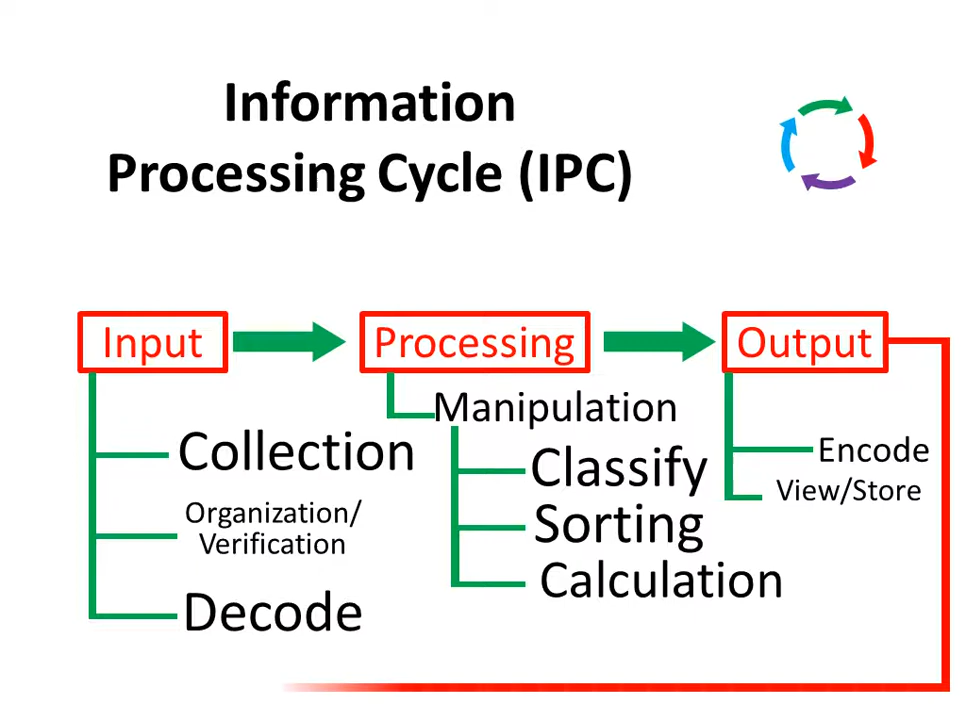 Information
Processing Cycle (IPC)
Input
Processing
Output
Collection
Organization/
Verification
Decode
Manipulation
Classify
Sorting
Calculation
Encode
View/Store